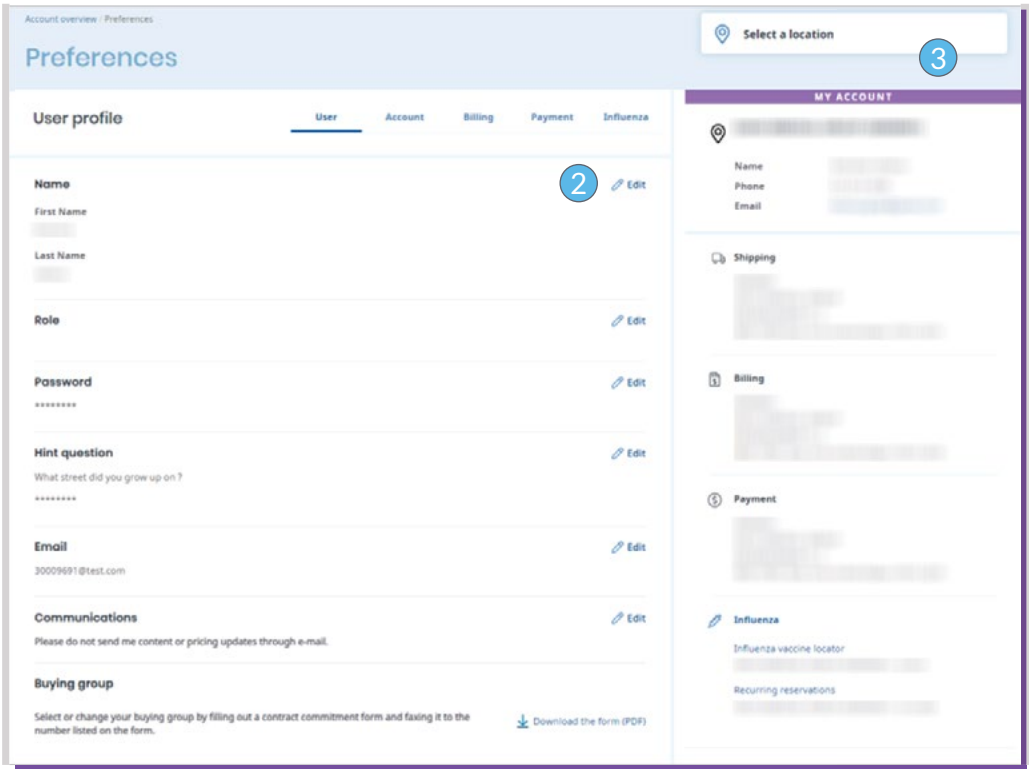 Account overview / Preferences
Preferences
Select a location
3
User profile
User
Account
Billing
Payment
Influenza
Name
2
Edit
First Name
Last Name
Role
Edit
Password
Edit
********
Hint question
Edit
What street did you grow up on ?
********
Email
Edit
30009691@test.com
Communications
Edit
Please do not send me content or pricing updates through e-mail.
Buying group
Select or change your buying group by filling out a contract commitment form and faxing it to the
number listed on the form.
Download the form (PDF)
MY ACCOUNT
Name
Phone
Email
Shipping
Billing
Payment
Influenza
Influenza vaccine locator
Recurring reservations